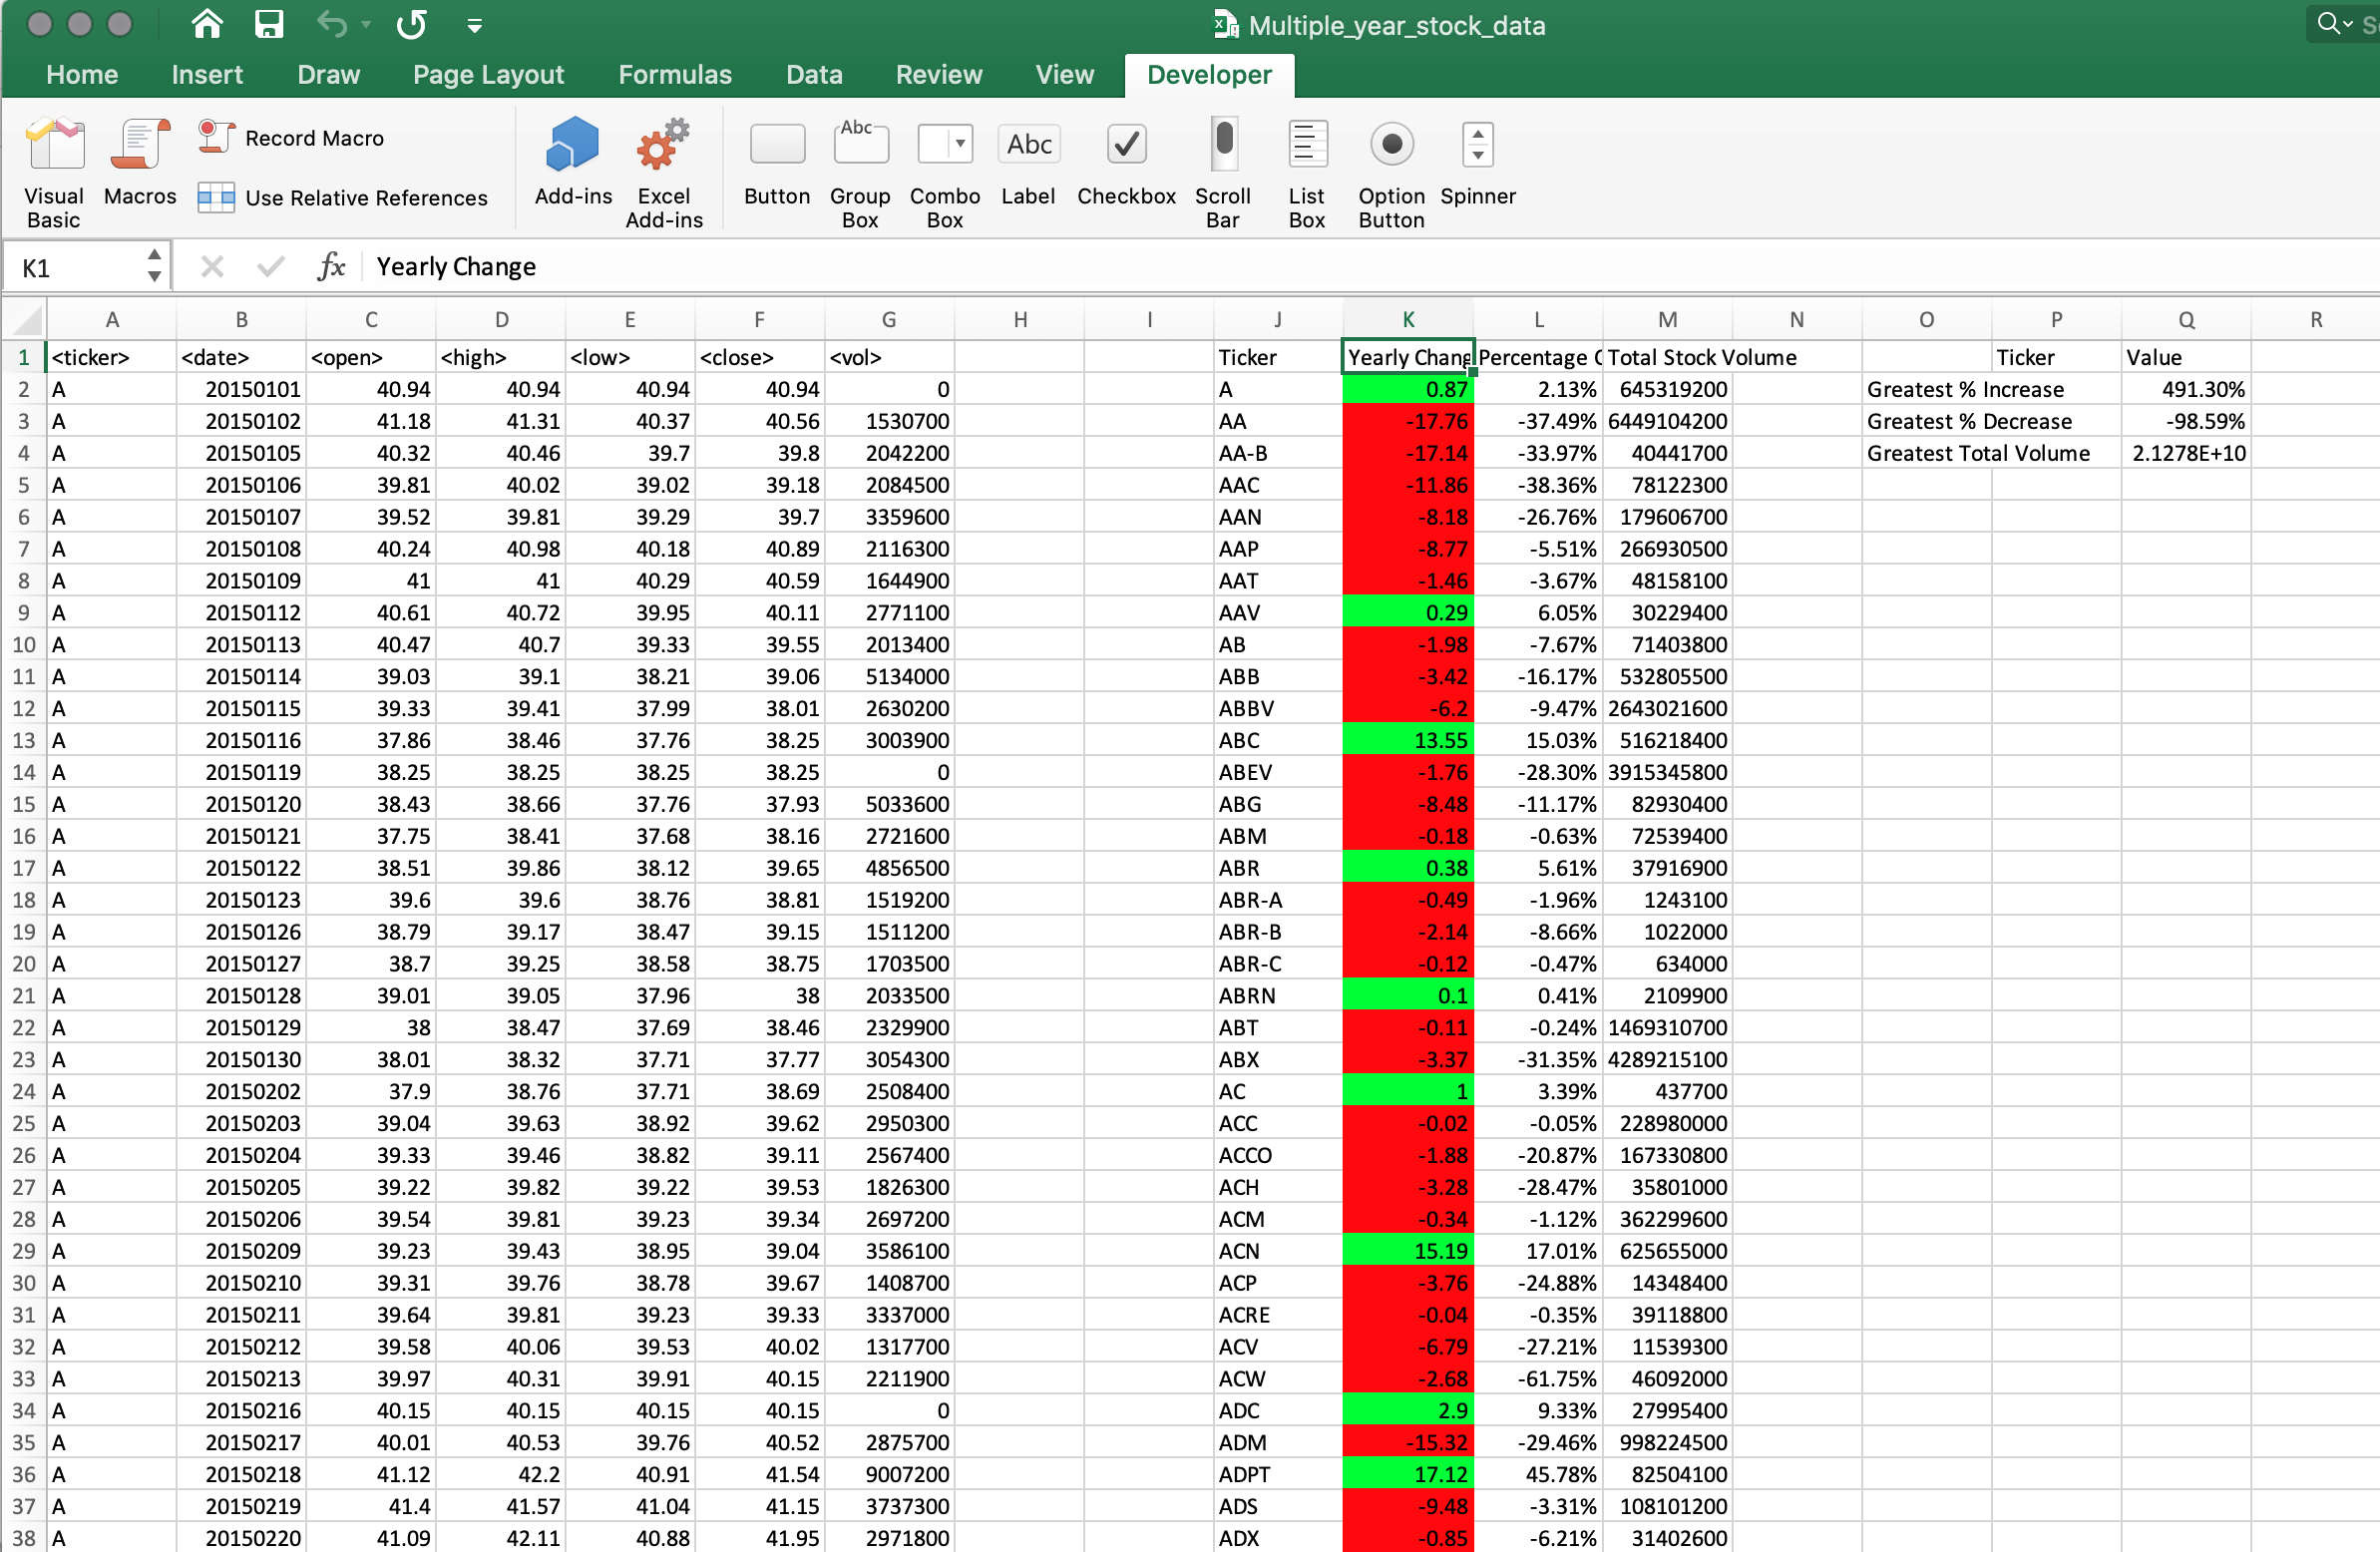 Multiple_year_stock_data
Home Insert Draw Page Layout Formulas Data Review View Developer
Visual Basic Macros Record Macro Use Relative References Add-ins Excel Add-ins Button Group Box Combo Box Abc Label Checkbox Scroll Bar List Box Option Button Spinner
K1 fx Yearly Change
A B C D E F G H I J K L M N O P Q R
1 <ticker> <date> <open> <high> <low> <close> <vol> Ticker Yearly Chang Percentage Total Stock Volume Ticker Value
2 A 20150101 40.94 40.94 40.94 40.94 0 A 0.87 2.13% 645319200 Greatest % Increase 491.30%
3 A 20150102 41.18 41.31 40.37 40.56 1530700 AA -17.76 -37.49% 6449104200 Greatest % Decrease -98.59%
4 A 20150105 40.32 40.46 39.7 39.8 2042200 AA-B -17.14 -33.97% 40441700 Greatest Total Volume 2.1278E+10
5 A 20150106 39.81 40.02 39.02 39.18 2084500 AAC -11.86 -38.36% 78122300
6 A 20150107 39.52 39.81 39.29 39.7 3359600 AAN -8.18 -26.76% 179606700
7 A 20150108 40.24 40.98 40.18 40.89 2116300 AAP -8.77 -5.51% 266930500
8 A 20150109 41 41 40.29 40.59 1644900 AAT -1.46 -3.67% 48158100
9 A 20150112 40.61 40.72 39.95 40.11 2771100 AAV 0.29 6.05% 30229400
10 A 20150113 40.47 40.7 39.33 39.55 2013400 AB -1.98 -7.67% 71403800
11 A 20150114 39.03 39.1 38.21 39.06 5134000 ABB -3.42 -16.17% 532805500
12 A 20150115 39.33 39.41 37.99 38.01 2630200 ABBV -6.2 -9.47% 2643021600
13 A 20150116 37.86 38.46 37.76 38.25 3003900 ABC 13.55 15.03% 516218400
14 A 20150119 38.25 38.25 38.25 38.25 0 ABEV -1.76 -28.30% 3915345800
15 A 20150120 38.43 38.66 37.76 37.93 5033600 ABG -8.48 -11.17% 82930400
16 A 20150121 37.75 38.41 37.68 38.16 2721600 ABM -0.18 -0.63% 72539400
17 A 20150122 38.51 39.86 38.12 39.65 4856500 ABR 0.38 5.61% 37916900
18 A 20150123 39.6 39.6 38.76 38.81 1519200 ABR-A -0.49 -1.96% 1243100
19 A 20150126 38.79 39.17 38.47 39.15 1511200 ABR-B -2.14 -8.66% 1022000
20 A 20150127 38.7 39.25 38.58 38.75 1703500 ABR-C -0.12 -0.47% 634000
21 A 20150128 39.01 39.05 37.96 38 2033500 ABRN 0.1 0.41% 2109900
22 A 20150129 38 38.47 37.69 38.46 2329900 ABT -0.11 -0.24% 1469310700
23 A 20150130 38.01 38.32 37.71 37.77 3054300 ABX -3.37 -31.35% 4289215100
24 A 20150202 37.9 38.76 37.71 38.69 2508400 AC 1 3.39% 437700
25 A 20150203 39.04 39.63 38.92 39.62 2950300 ACC -0.02 -0.05% 228980000
26 A 20150204 39.33 39.46 38.82 39.11 2567400 ACCO -1.88 -20.87% 167330800
27 A 20150205 39.22 39.82 39.22 39.53 1826300 ACH -3.28 -28.47% 35801000
28 A 20150206 39.54 39.81 39.23 39.34 2697200 ACM -0.34 -1.12% 362299600
29 A 20150209 39.23 39.43 38.95 39.04 3586100 ACN 15.19 17.01% 625655000
30 A 20150210 39.31 39.76 38.78 39.67 1408700 ACP -3.76 -24.88% 14348400
31 A 20150211 39.64 39.81 39.23 39.33 3337000 ACRE -0.04 -0.35% 39118800
32 A 20150212 39.58 40.06 39.53 40.02 1317700 ACV -6.79 -27.21% 11539300
33 A 20150213 39.97 40.31 39.91 40.15 2211900 ACW -2.68 -61.75% 46092000
34 A 20150216 40.15 40.15 40.15 40.15 0 ADC 2.9 9.33% 27995400
35 A 20150217 40.01 40.53 39.76 40.52 2875700 ADM -15.32 -29.46% 998224500
36 A 20150218 41.12 42.2 40.91 41.54 9007200 ADPT 17.12 45.78% 82504100
37 A 20150219 41.4 41.57 41.04 41.15 3737300 ADS -9.48 -3.31% 108101200
38 A 20150220 41.09 42.11 40.88 41.95 2971800 ADX -0.85 -6.21% 31402600